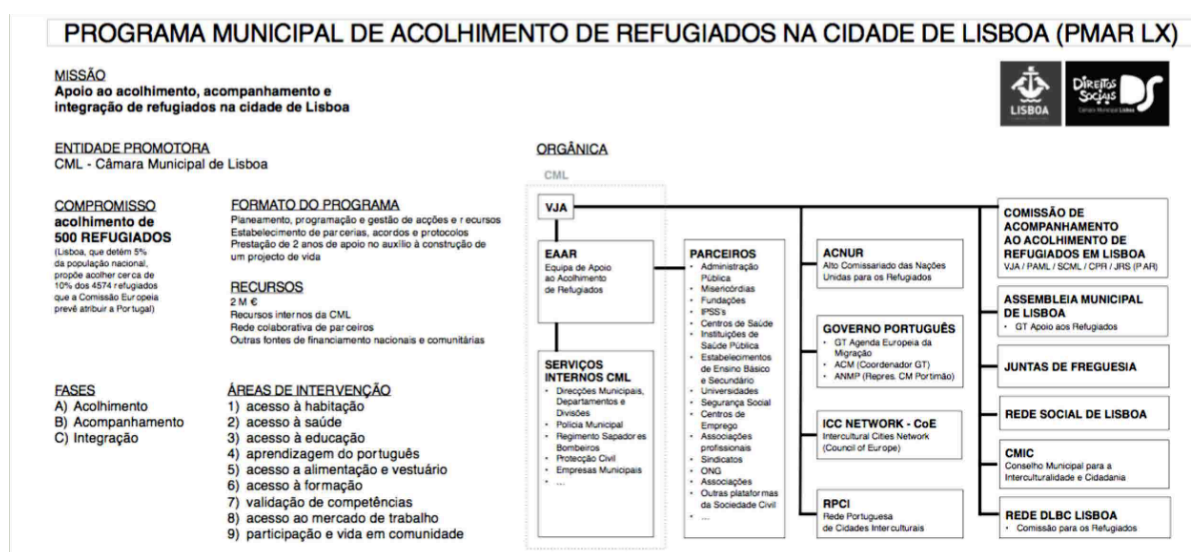 PROGRAMA MUNICIPAL DE ACOLHIMENTO DE REFUGIADOS NA CIDADE DE LISBOA (PMAR LX)
MISSÃO
Apoio ao acolhimento, acompanhamento e
integração de refugiados na cidade de Lisboa
LISBOA
DiREiTOS
SOCiAiS
Câmara Municipal Lisboa
ENTIDADE PROMOTORA
CML - Câmara Municipal de Lisboa
COMPROMISSO
acolhimento de
500 REFUGIADOS
(Lisboa, que detém 5%
da população nacional,
propõe acolher cerca de
10% dos 4574 refugiados
que a Comissão Europeia
prevê atribuir a Portugal)
FORMATO DO PROGRAMA
Planeamento, programação e gestão de acções e recursos
Estabelecimento de parcerias, acordos e protocolos
Prestação de 2 anos de apoio no auxílio à construção de
um projecto de vida
RECURSOS
2 M €
Recursos internos da CML
Rede colaborativa de parceiros
Outras fontes de financiamento nacionais e comunitárias
FASES
A) Acolhimento
B) Acompanhamento
C) Integração
ÁREAS DE INTERVENÇÃO
1) acesso à habitação
2) acesso à saúde
3) acesso à educação
4) aprendizagem do português
5) acesso a alimentação e vestuário
6) acesso à formação
7) validação de competências
8) acesso ao mercado de trabalho
9) participação e vida em comunidade
ORGÂNICA
CML
VJA
EAAR
Equipa de Apoio
ao Acolhimento
de Refugiados
SERVIÇOS
INTERNOS CML
• Direcções Municipais,
Departamentos e
Divisões
• Polícia Municipal
• Regimento Sapadores
Bombeiros
• Protecção Civil
• Empresas Municipais
• ...
PARCEIROS
• Administração
Pública
• Misericórdias
• Fundações
• IPSS's
• Centros de Saúde
• Instituições de
Saúde Pública
• Estabelecimentos
de Ensino Básico
e Secundário
• Universidades
• Segurança Social
• Centros de
Emprego
• Associações
profissionais
• Sindicatos
• ONG
• Associações
• Outras plataformas
da Sociedade Civil
• ...
ACNUR
Alto Comissariado das Nações
Unidas para os Refugiados
GOVERNO PORTUGUÊS
• GT Agenda Europeia da
Migração
• ACM (Coordenador GT)
• ANMP (Repres. CM Portimão)
ICC NETWORK - CoE
Intercultural Cities Network
(Council of Europe)
RPCI
Rede Portuguesa
de Cidades Interculturais
COMISSÃO DE
ACOMPANHAMENTO
AO ACOLHIMENTO DE
REFUGIADOS EM LISBOA
VJA / PAML / SCML / CPR / JRS (PAR)
ASSEMBLEIA MUNICIPAL
DE LISBOA
• GT Apoio aos Refugiados
JUNTAS DE FREGUESIA
REDE SOCIAL DE LISBOA
CMIC
Conselho Municipal para a
Interculturalidade e Cidadania
REDE DLBC LISBOA
• Comissão para os Refugiados